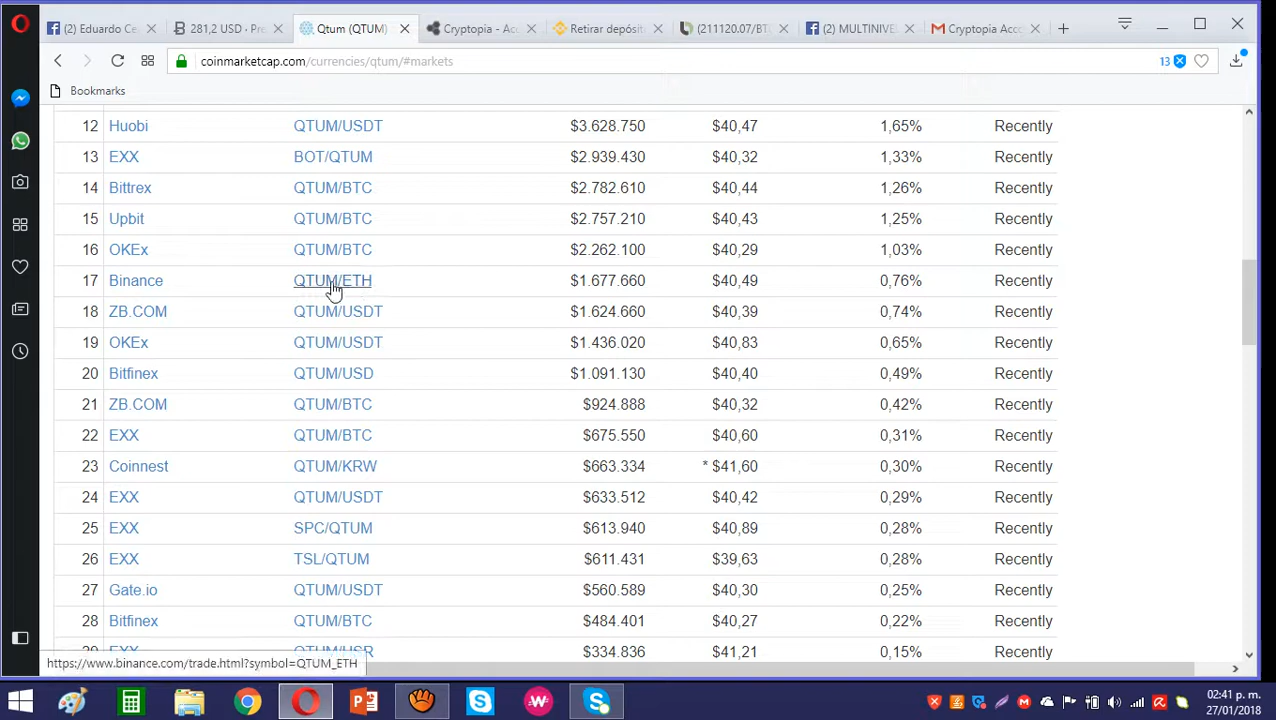 (2) Eduardo Ce
281,2 USD - Pr
Qtum (QTUM)
Cryptopia - Ac
Retirar depósit
(211120.07/BT
(2) MULTINIVE
Cryptopia Acco
coinmarketcap.com/currencies/qtum/#markets
13
Bookmarks
12 Huobi QTUM/USDT $3.628.750 $40,47 1,65% Recently
13 EXX BOT/QTUM $2.939.430 $40,32 1,33% Recently
14 Bittrex QTUM/BTC $2.782.610 $40,44 1,26% Recently
15 Upbit QTUM/BTC $2.757.210 $40,43 1,25% Recently
16 OKEx QTUM/BTC $2.262.100 $40,29 1,03% Recently
17 Binance QTUM/ETH $1.677.660 $40,49 0,76% Recently
18 ZB.COM QTUM/USDT $1.624.660 $40,39 0,74% Recently
19 OKEx QTUM/USDT $1.436.020 $40,83 0,65% Recently
20 Bitfinex QTUM/USD $1.091.130 $40,40 0,49% Recently
21 ZB.COM QTUM/BTC $924.888 $40,32 0,42% Recently
22 EXX QTUM/BTC $675.550 $40,60 0,31% Recently
23 Coinnest QTUM/KRW $663.334 * $41,60 0,30% Recently
24 EXX QTUM/USDT $633.512 $40,42 0,29% Recently
25 EXX SPC/QTUM $613.940 $40,89 0,28% Recently
26 EXX TSL/QTUM $611.431 $39,63 0,28% Recently
27 Gate.io QTUM/USDT $560.589 $40,30 0,25% Recently
28 Bitfinex QTUM/BTC $484.401 $40,27 0,22% Recently
29 EXX QTUM/USR $334.836 $41,21 0,15% Recently
https://www.binance.com/trade.html?symbol=QTUM_ETH
02:41 p. m.
27/01/2018